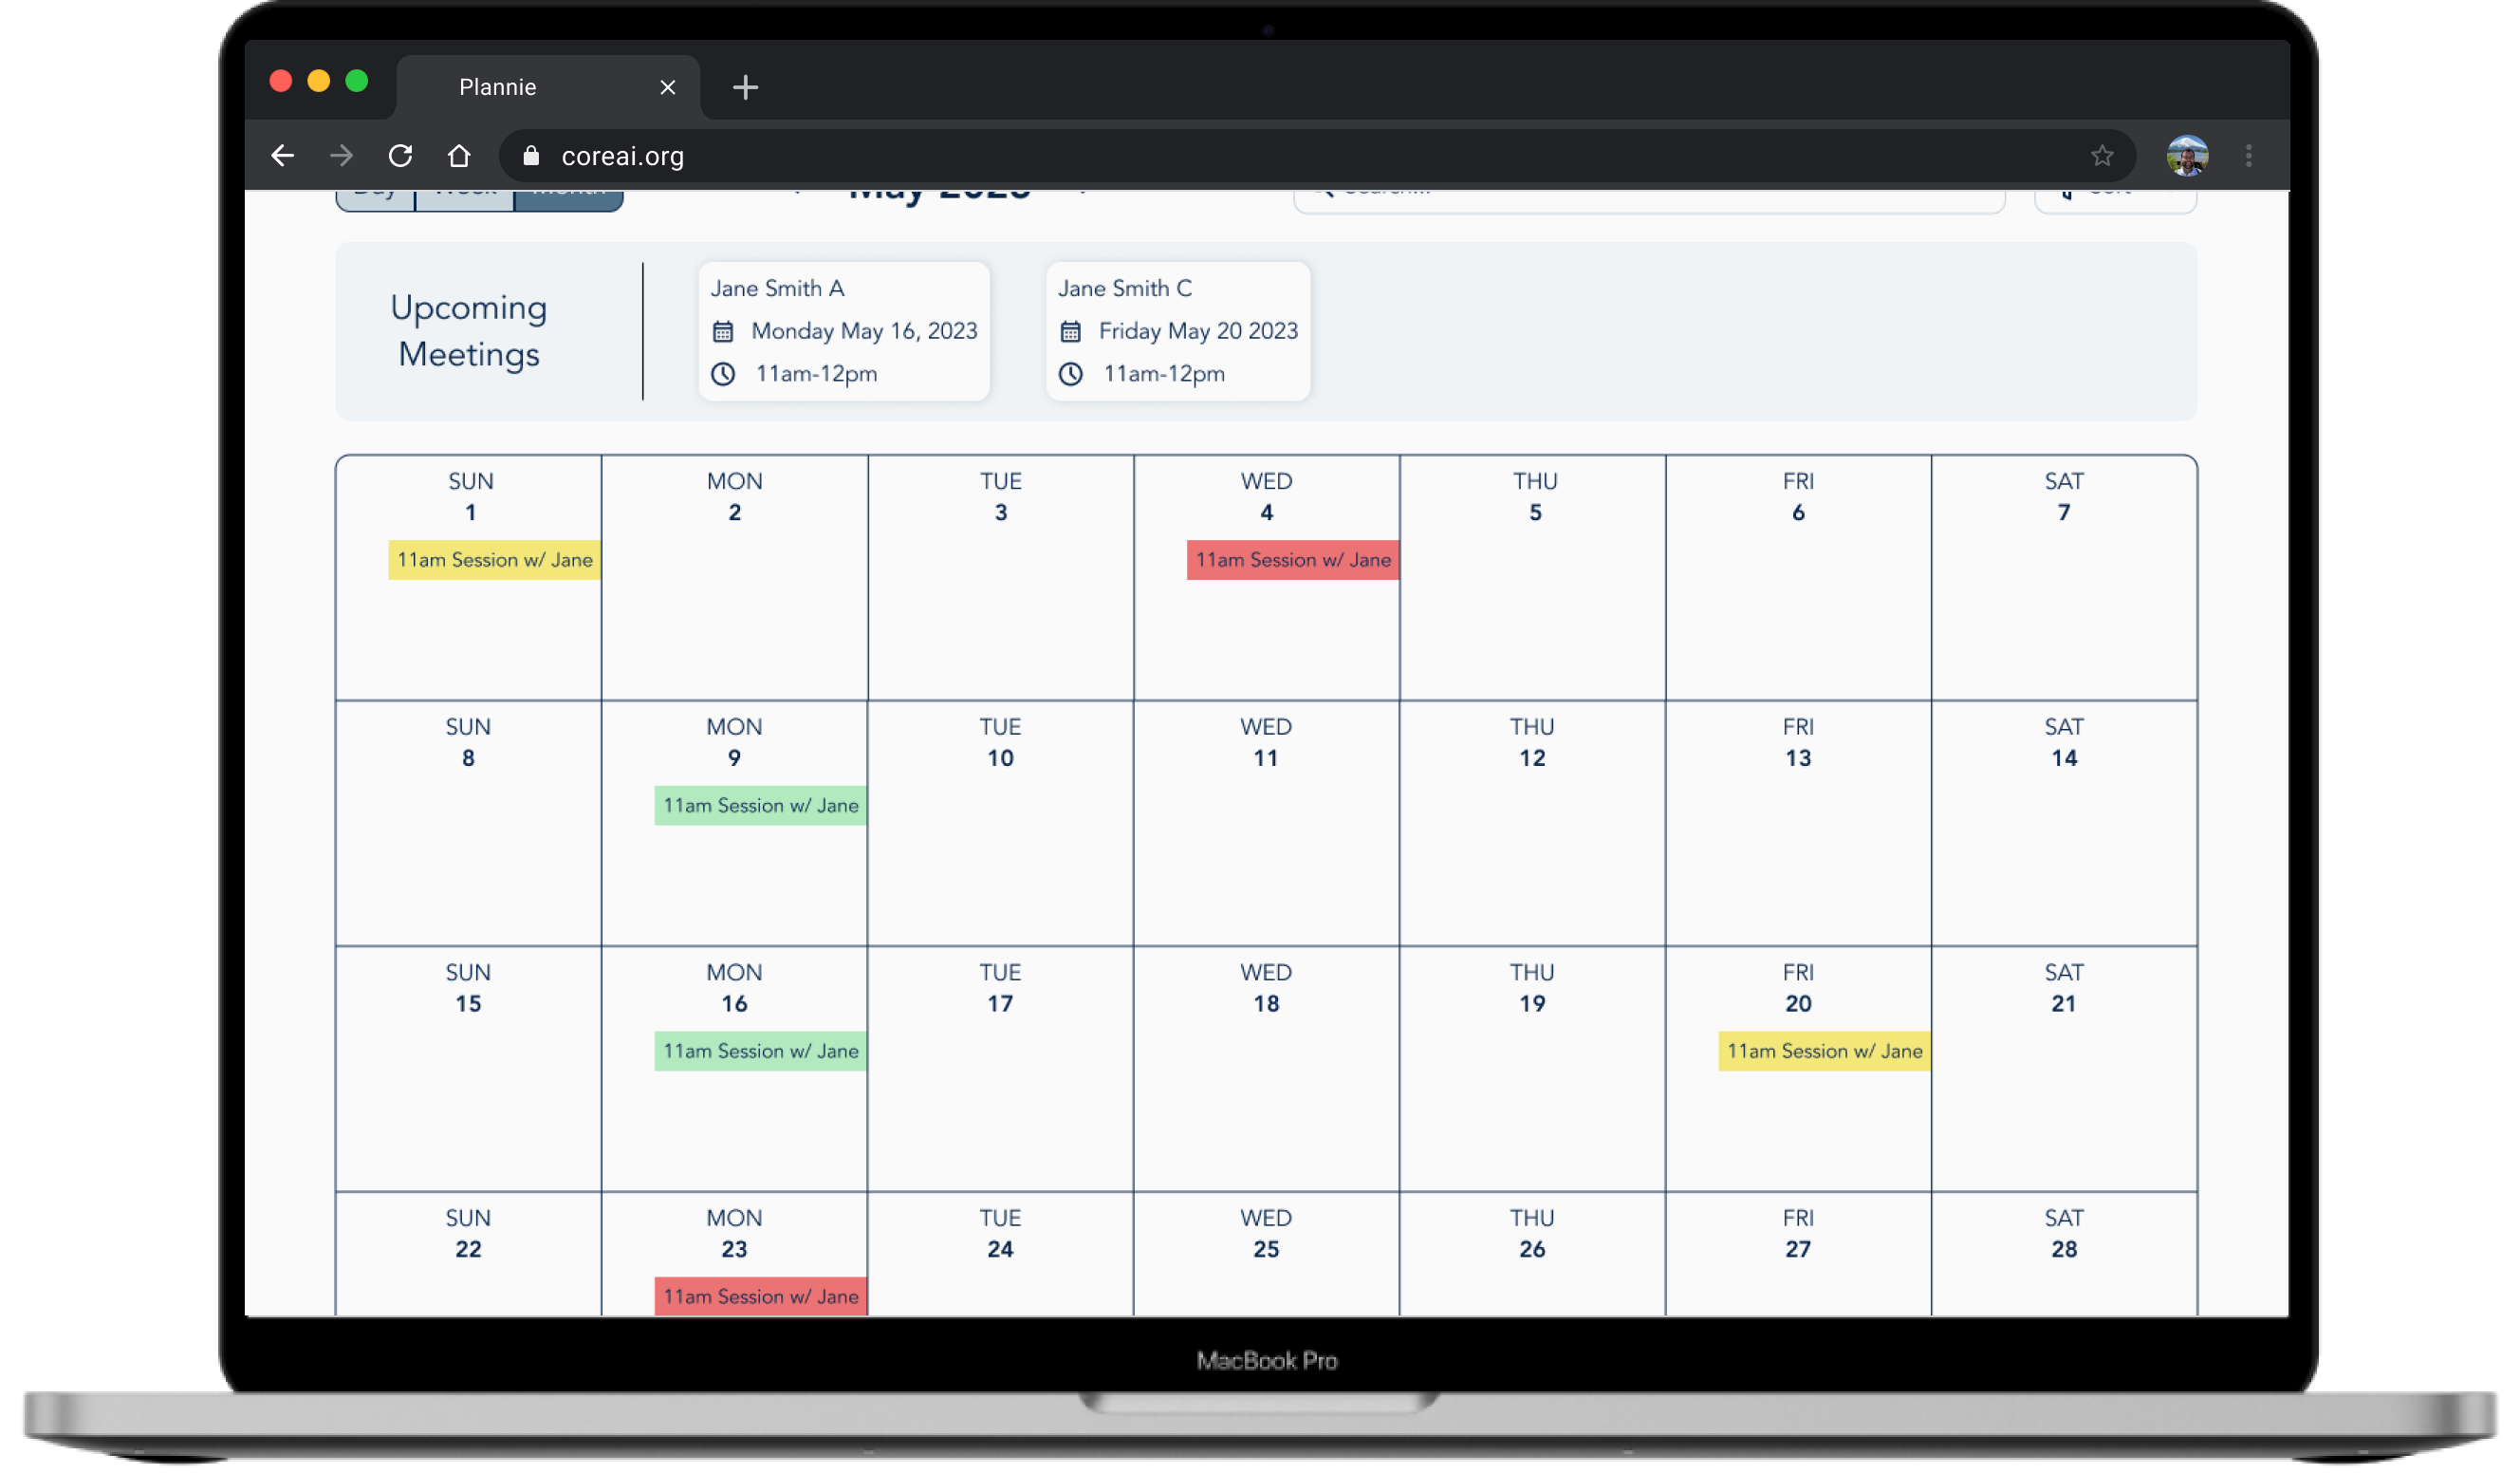 Plannie
coreai.org
Day Week Month
May 2023
Search...
Sort
Upcoming
Meetings
Jane Smith A
Monday May 16, 2023
11am-12pm
Jane Smith C
Friday May 20 2023
11am-12pm
SUN MON TUE WED THU FRI SAT
1 2 3 4 5 6 7
11am Session w/ Jane 11am Session w/ Jane
SUN MON TUE WED THU FRI SAT
8 9 10 11 12 13 14
11am Session w/ Jane
SUN MON TUE WED THU FRI SAT
15 16 17 18 19 20 21
11am Session w/ Jane 11am Session w/ Jane
SUN MON TUE WED THU FRI SAT
22 23 24 25 26 27 28
11am Session w/ Jane
MacBook Pro